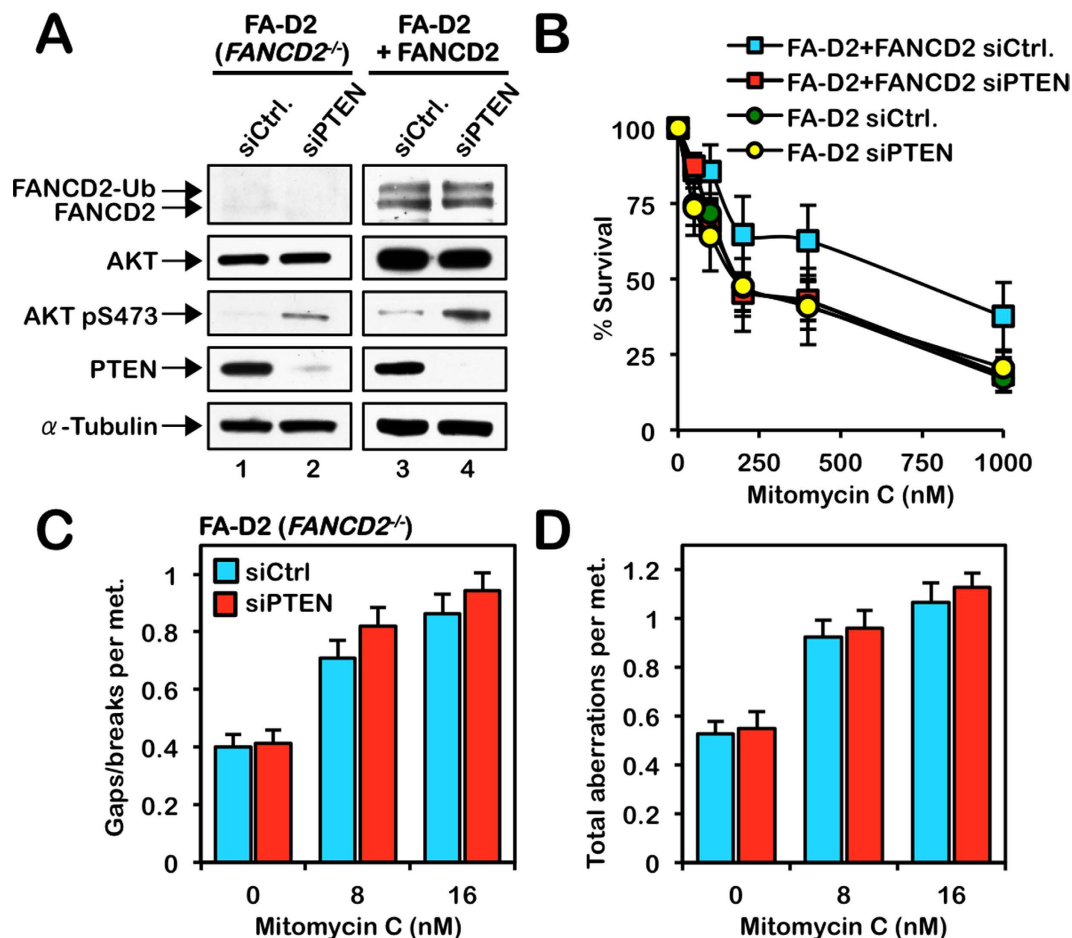 A
FA-D2
(FANCD2-/-)
FA-D2
+ FANCD2
siCtrl.
siPTEN
siCtrl.
siPTEN
FANCD2-Ub
FANCD2
AKT
AKT pS473
PTEN
α-Tubulin
1
2
3
4
B
FA-D2+FANCD2 siCtrl.
FA-D2+FANCD2 siPTEN
FA-D2 siCtrl.
FA-D2 siPTEN
% Survival
100
75
50
25
0
0
250
500
750
1000
Mitomycin C (nM)
C
FA-D2 (FANCD2-/-)
siCtrl
siPTEN
Gaps/breaks per met.
1
0.8
0.6
0.4
0.2
0
0
8
16
Mitomycin C (nM)
D
Total aberrations per met.
1.2
1
0.8
0.6
0.4
0.2
0
0
8
16
Mitomycin C (nM)